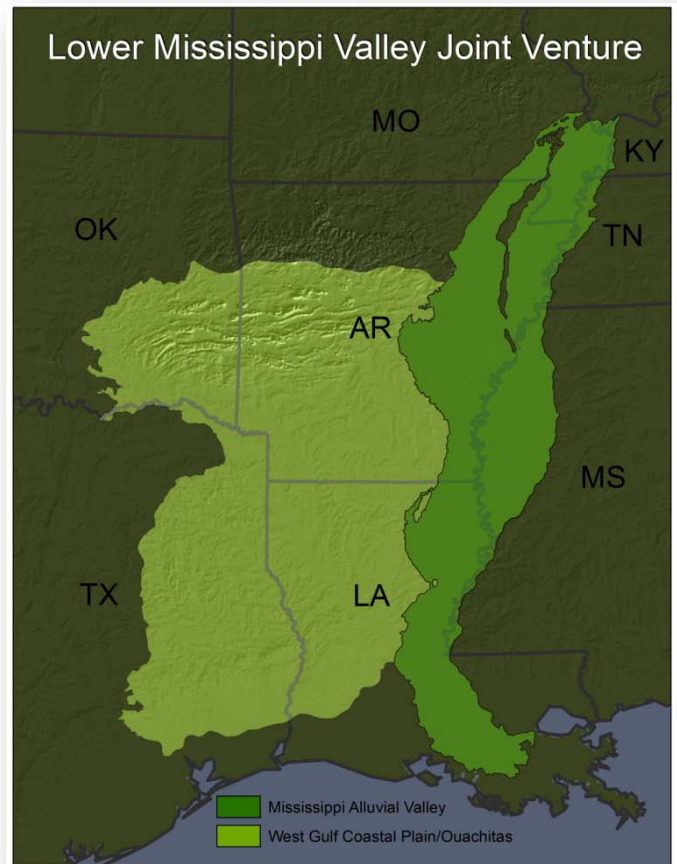 Lower Mississippi Valley Joint Venture
MO
KY
OK
TN
AR
MS
TX
LA
Mississippi Alluvial Valley
West Gulf Coastal Plain/Ouachitas